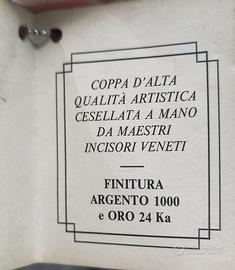 COPPA D'ALTA
QUALITÀ ARTISTICA
CESELLATA A MANO
DA MAESTRI
INCISORI VENETI
FINITURA
ARGENTO 1000
e ORO 24 Ka